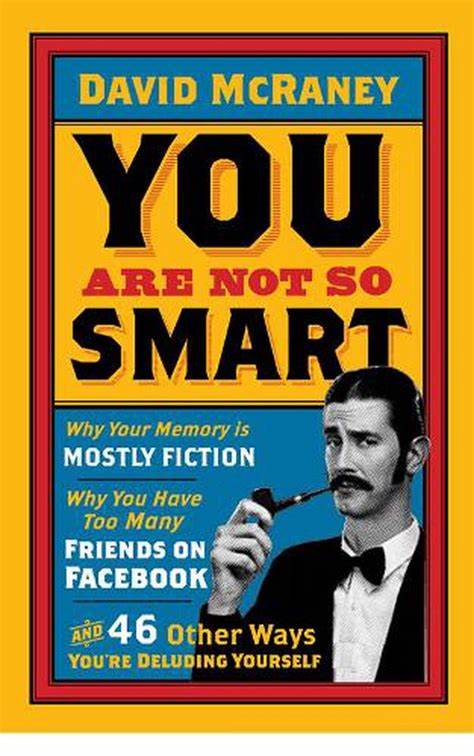 DAVID McRANEY
YOU
ARE NOT SO
SMART
Why Your Memory is
MOSTLY FICTION
Why You Have
Too Many
FRIENDS ON
FACEBOOK
AND 46 Other Ways
YOU'RE DELUDING YOURSELF